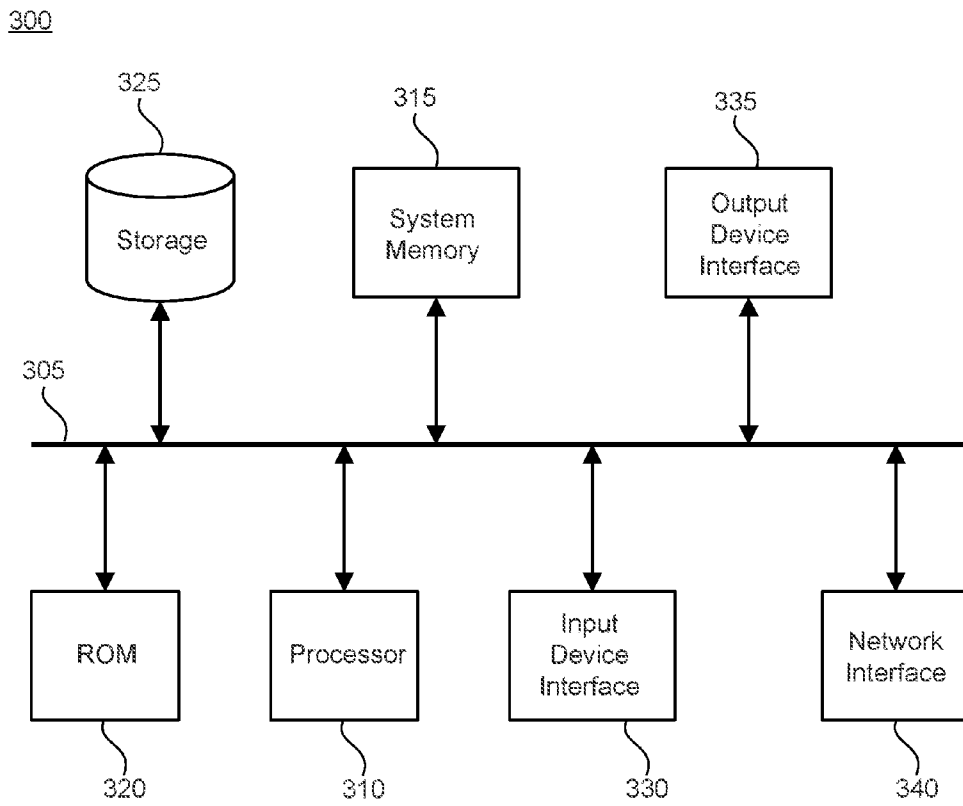 300
325
315
335
Storage
System
Memory
Output
Device
Interface
305
ROM
Processor
Input
Device
Interface
Network
Interface
320
310
330
340